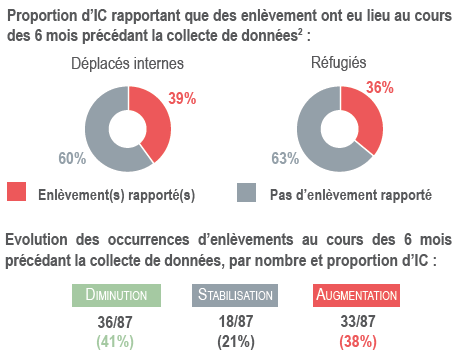 Proportion d'IC rapportant que des enlèvement ont eu lieu au cours
des 6 mois précédant la collecte de données2 :
Déplacés internes
Réfugiés
39%
60%
36%
63%
Enlèvement(s) rapporté(s)
Pas d'enlèvement rapporté
Evolution des occurrences d'enlèvements au cours des 6 mois
précédant la collecte de données, par nombre et proportion d'IC :
DIMINUTION
STABILISATION
AUGMENTATION
36/87
18/87
33/87
(41%)
(21%)
(38%)